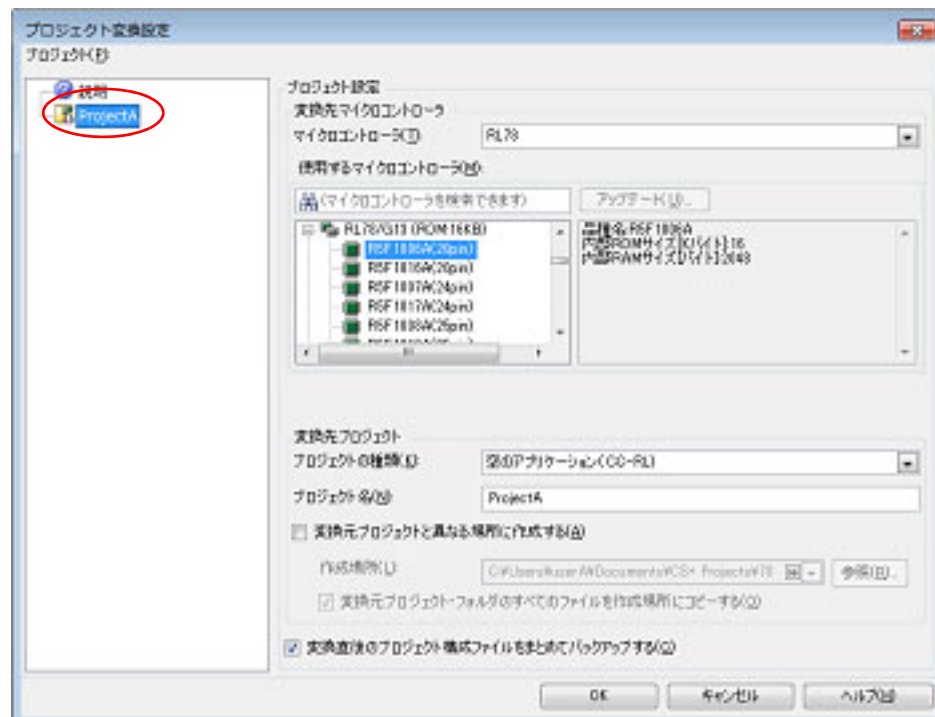 プロジェクト変換設定
プロジェクト(P)
説明
ProjectA
プロジェクト設定
変換先マイクロコントローラ
マイクロコントローラ(T)
RL78
使用するマイクロコントローラ(M):
(マイクロコントローラを検索できます)
アップデート(U)...
RL78/G13 (ROM:16KB)
R5F1006A(20pin)
R5F1016A(20pin)
R5F1007A(24pin)
R5F1017A(24pin)
R5F1008A(25pin)
品種名:R5F1006A
内部ROMサイズ[Kバイト]:16
内部RAMサイズ[バイト]:2048
変換先プロジェクト
プロジェクトの種類(K):
空のアプリケーション(CC-RL)
プロジェクト名(N):
ProjectA
変換元プロジェクトと異なる場所に作成する(A)
作成場所(L):
C:¥Users¥userA¥Documents¥CS+ Projects¥78
参照(B)...
変換元プロジェクト・フォルダのすべてのファイルを作成場所にコピーする(O)
変換直後のプロジェクト構成ファイルをまとめてバックアップする(C)
OK
キャンセル
ヘルプ(H)